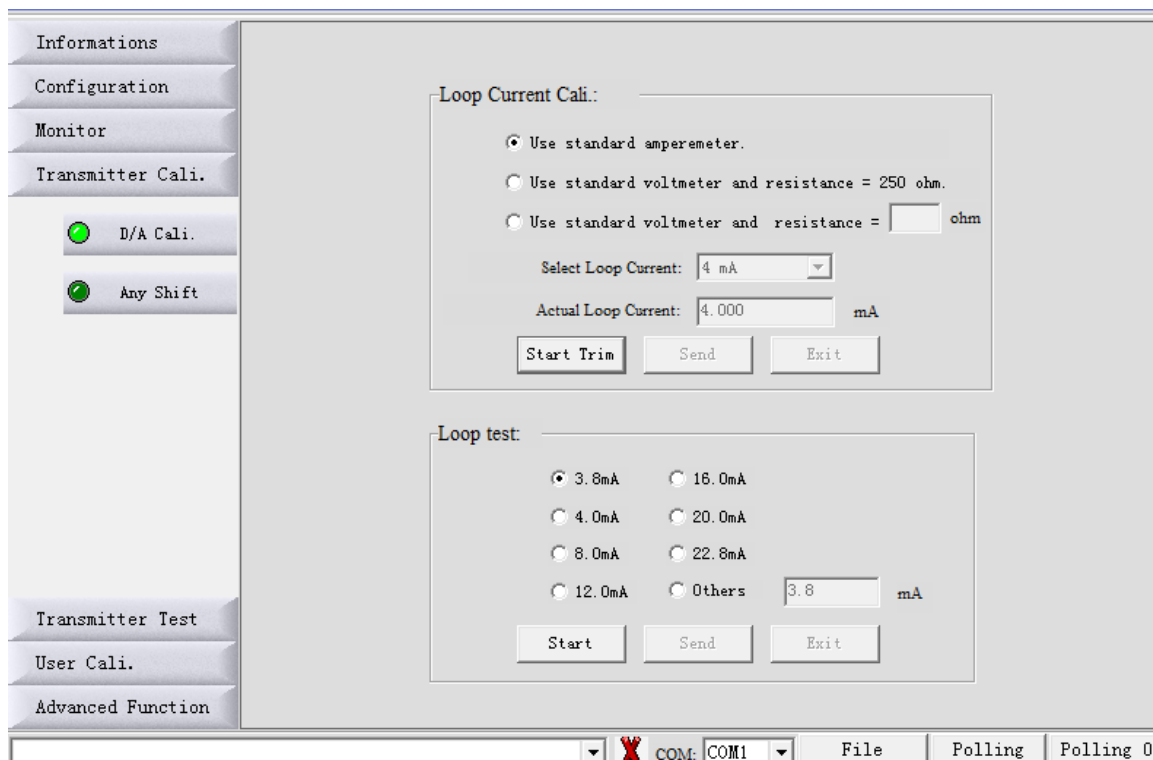 Informations
Configuration
Monitor
Transmitter Cali.
D/A Cali.
Any Shift
Transmitter Test
User Cali.
Advanced Function
Loop Current Cali.:
Use standard amperemeter.
Use standard voltmeter and resistance = 250 ohm.
Use standard voltmeter and resistance = ohm
Select Loop Current: 4 mA
Actual Loop Current: 4.000 mA
Start Trim Send Exit
Loop test:
3.8mA 16.0mA
4.0mA 20.0mA
8.0mA 22.8mA
12.0mA Others 3.8 mA
Start Send Exit
COM: COM1 File Polling Polling 0